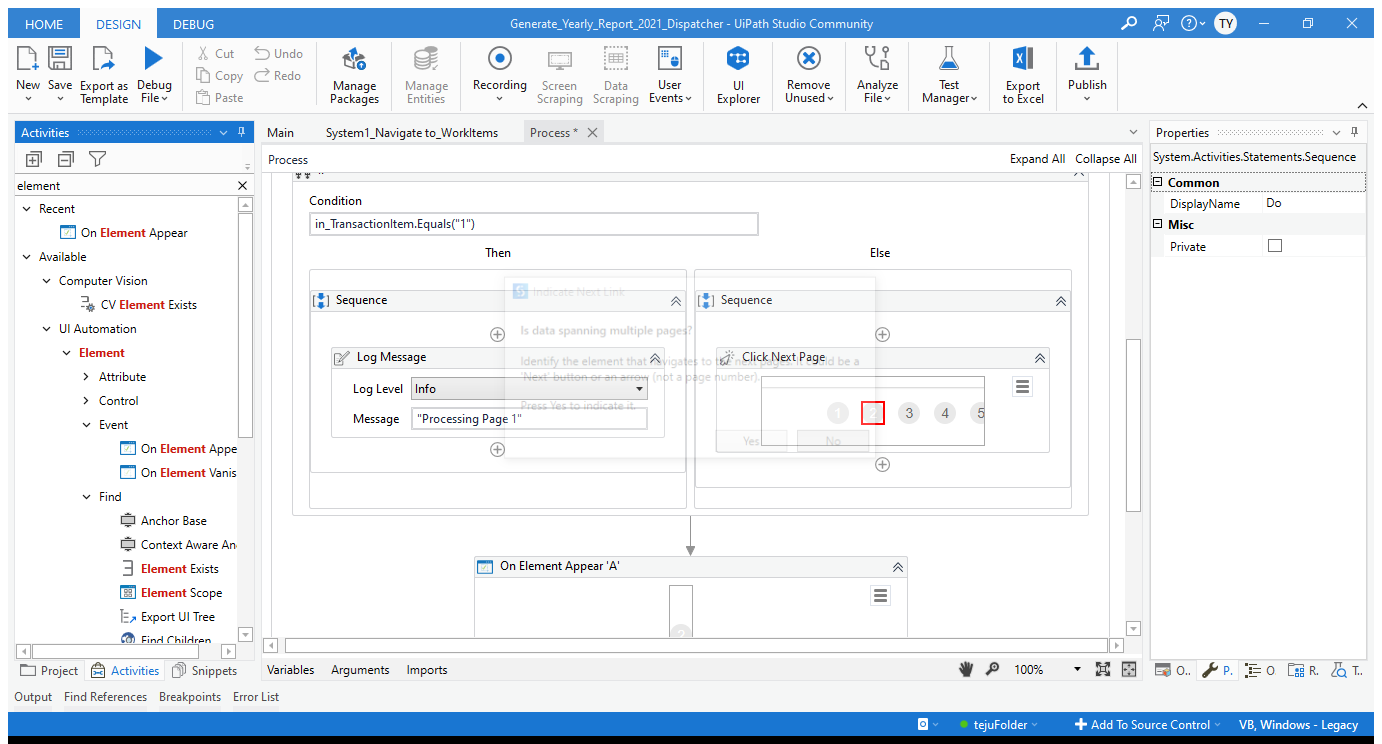 HOME DESIGN DEBUG Generate_Yearly_Report_2021_Dispatcher - UiPath Studio Community TY
New Save Export as Template Debug File Cut Copy Paste Undo Redo Manage Packages Manage Entities Recording Screen Scraping Data Scraping User Events UI Explorer Remove Unused Analyze File Test Manager Export to Excel Publish
Activities
element
Recent
On Element Appear
Available
Computer Vision
CV Element Exists
UI Automation
Element
Attribute
Control
Event
On Element Appe
On Element Vanis
Find
Anchor Base
Context Aware An
Element Exists
Element Scope
Export UI Tree
Find Children
Project Activities Snippets
Main System1_Navigate to_WorkItems Process *
Process Expand All Collapse All
Condition
in_TransactionItem.Equals("1")
Then Else
Sequence Sequence
Indicate Next Link
Is data spanning multiple pages?
Identify the element that navigates to the next pages. It could be a
'Next' button or an arrow (not a page number).
Press Yes to indicate it.
Yes No
Log Message
Log Level Info
Message "Processing Page 1"
Click Next Page
1 2 3 4 5
On Element Appear 'A'
2
Variables Arguments Imports 100%
Properties
System.Activities.Statements.Sequence
Common
DisplayName Do
Misc
Private
O.. P. O R. T..
Output Find References Breakpoints Error List
tejuFolder Add To Source Control VB, Windows - Legacy